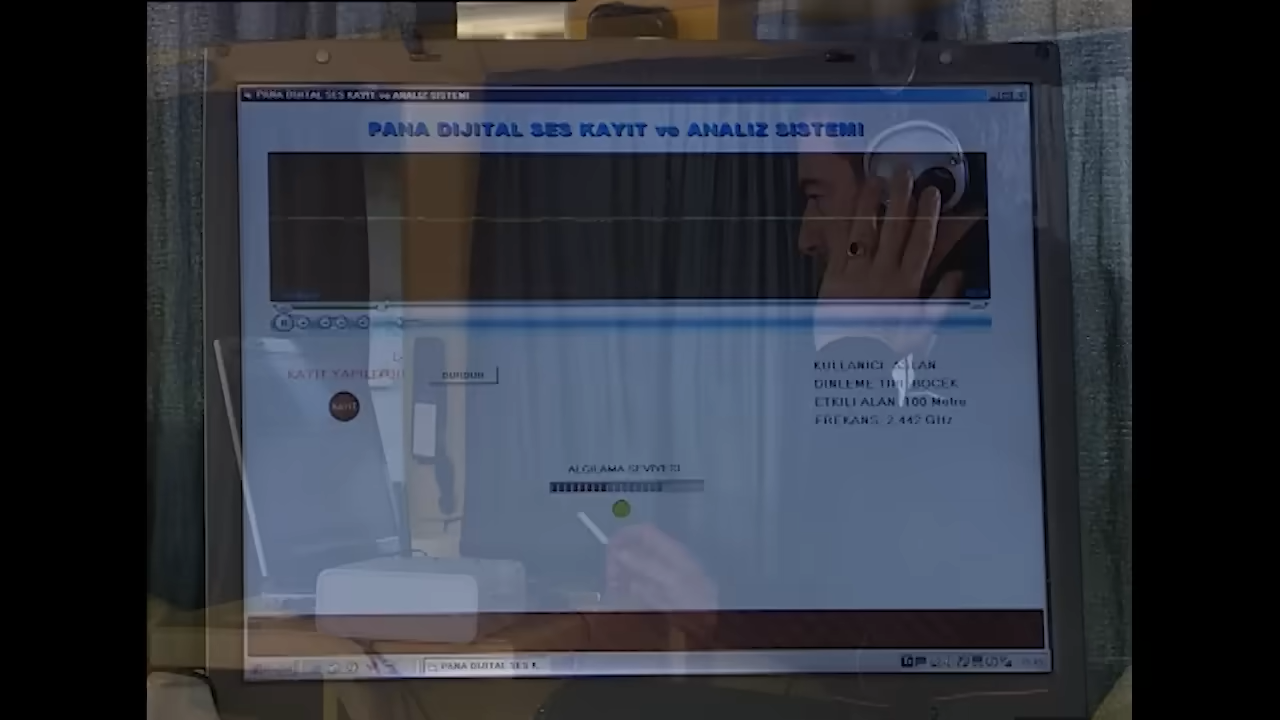 PANA DIJITAL SES KAYIT ve ANALIZ SISTEMI
PANA DIJITAL SES KAYIT ve ANALIZ SISTEMI
KAYIT
DURDUR
KULLANICI: ASLAN
DINLEME TIPI: BOCEK
ETKILI ALAN: 100 Metre
FREKANS: 2.442 GHz
KAYIT
ALGILAMA SEVIYESI
PANA DIJITAL SES K